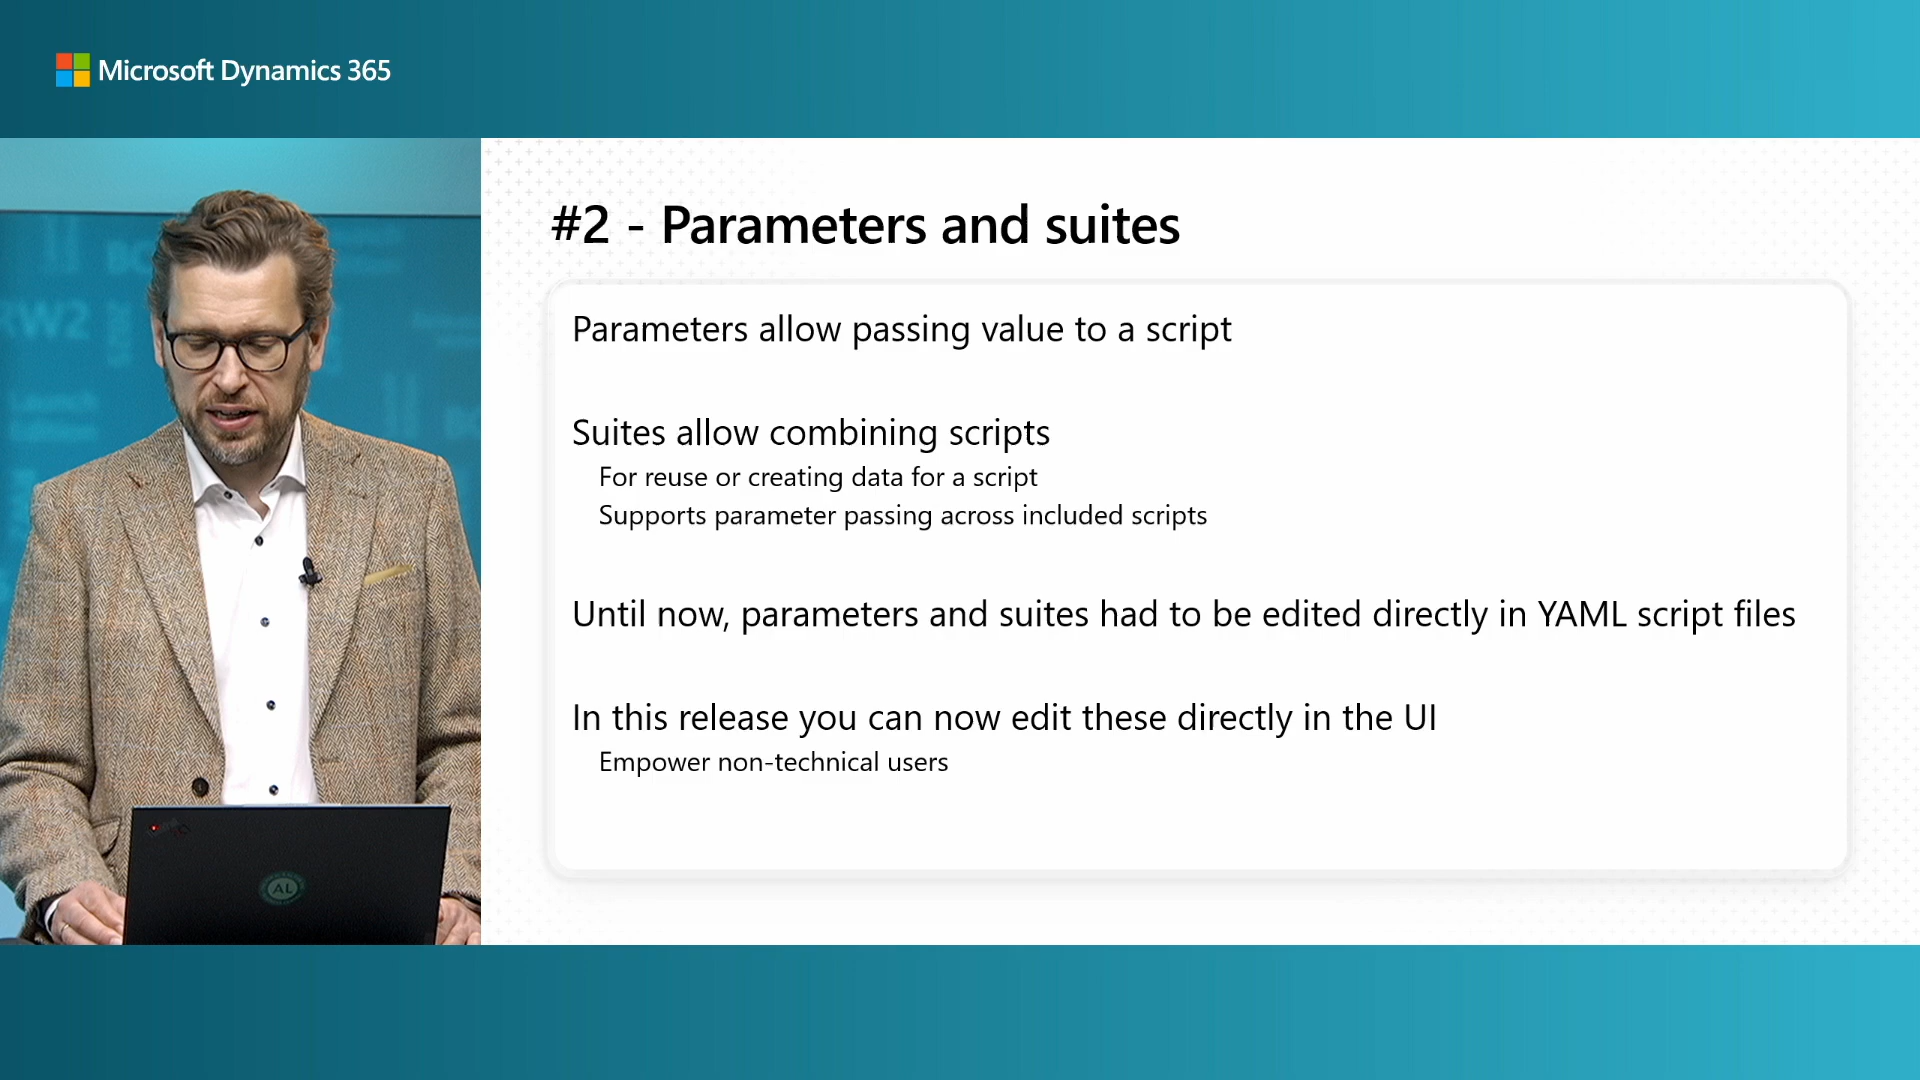 Microsoft Dynamics 365
#2 - Parameters and suites
Parameters allow passing value to a script
Suites allow combining scripts
For reuse or creating data for a script
Supports parameter passing across included scripts
Until now, parameters and suites had to be edited directly in YAML script files
In this release you can now edit these directly in the UI
Empower non-technical users
AL